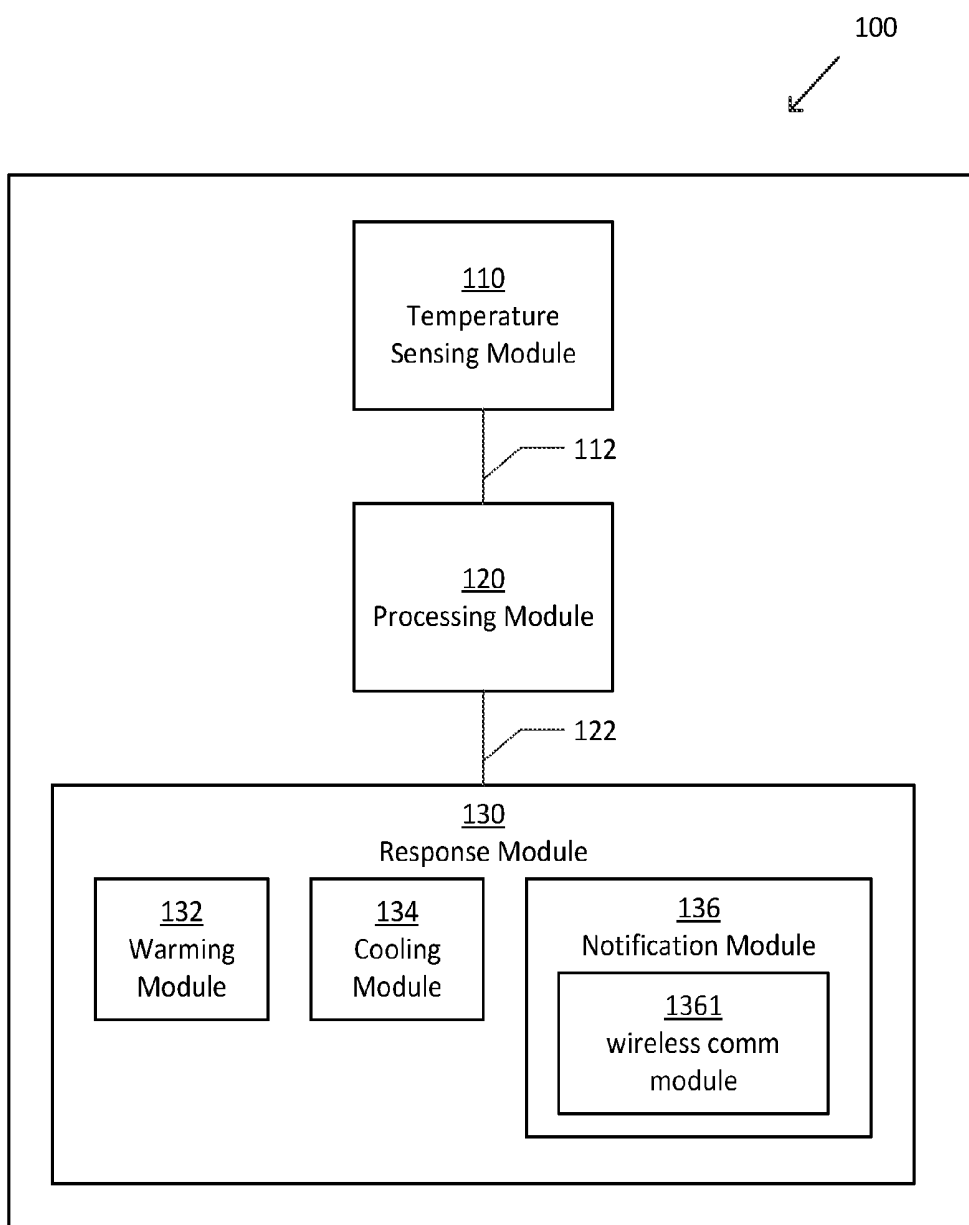 100
110
Temperature
Sensing Module
112
120
Processing Module
122
130
Response Module
132
Warming
Module
134
Cooling
Module
136
Notification Module
1361
wireless comm
module